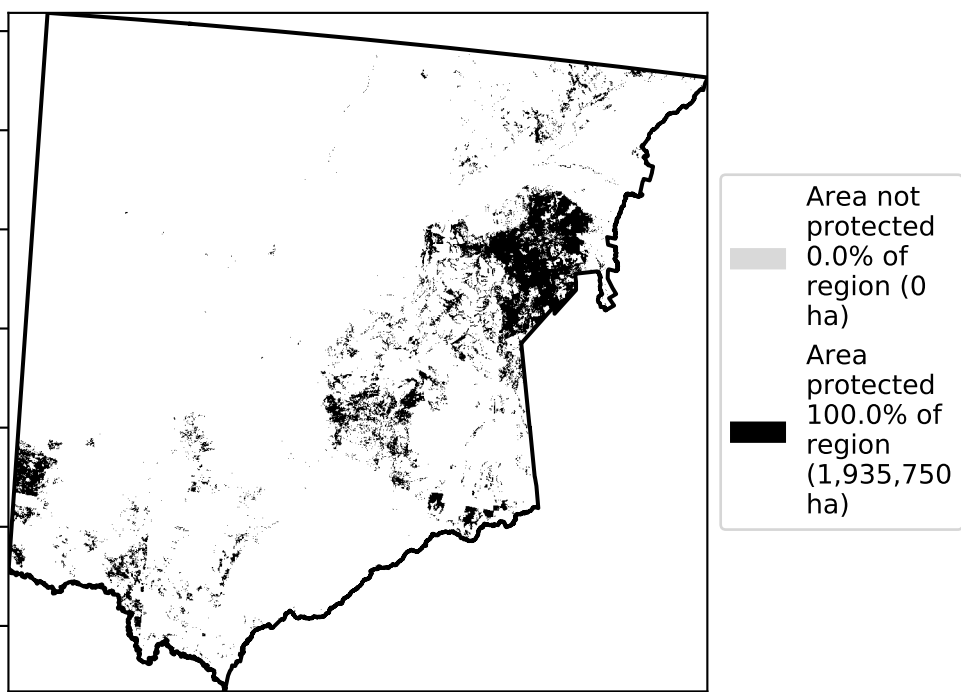 Area not
protected
0.0% of
region (0
ha)
Area
protected
100.0% of
region
(1,935,750
ha)